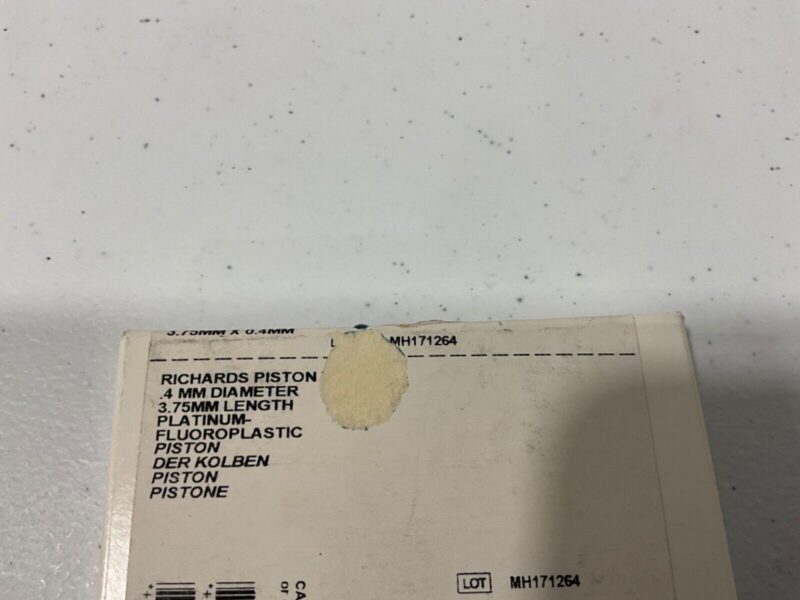 3.75MM X 0.4MM
MH171264
RICHARDS PISTON
.4 MM DIAMETER
3.75MM LENGTH
PLATINUM-
FLUOROPLASTIC
PISTON
DER KOLBEN
PISTON
PISTONE
CA
LOT MH171264